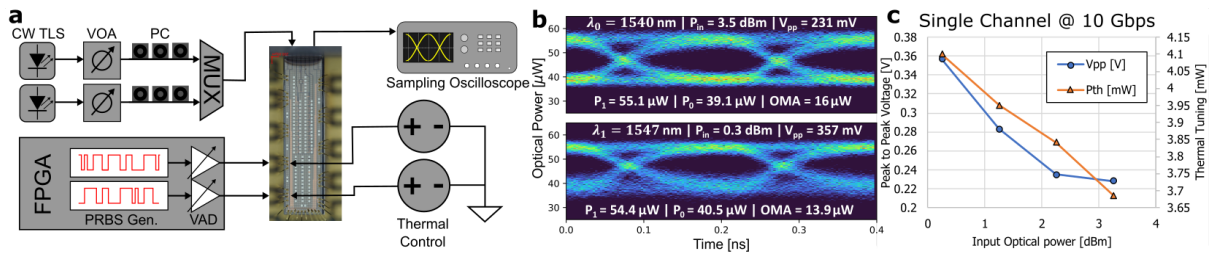 a
CW TLS
VOA
PC
MUX
Sampling Oscilloscope
FPGA
PRBS Gen.
VAD
+ -
+ -
Thermal
Control
b
λ0 = 1540 nm | Pin = 3.5 dBm | Vpp = 231 mV
P1 = 55.1 µW | P0 = 39.1 µW | OMA = 16 µW
λ1 = 1547 nm | Pin = 0.3 dBm | Vpp = 357 mV
P1 = 54.4 µW | P0 = 40.5 µW | OMA = 13.9 µW
Optical Power [µW]
60
50
40
30
60
50
40
30
0.0 0.1 0.2 0.3 0.4
Time [ns]
c
Single Channel @ 10 Gbps
Vpp [V]
Pth [mW]
Peak to Peak Voltage [V]
0.36
0.32
0.28
0.24
0.2
0.38
0.34
0.3
0.26
0.22
Thermal Tuning [mW]
4.15
4.1
4.05
4
3.95
3.9
3.85
3.8
3.75
3.7
3.65
0 1 2 3 4
Input Optical power [dBm]